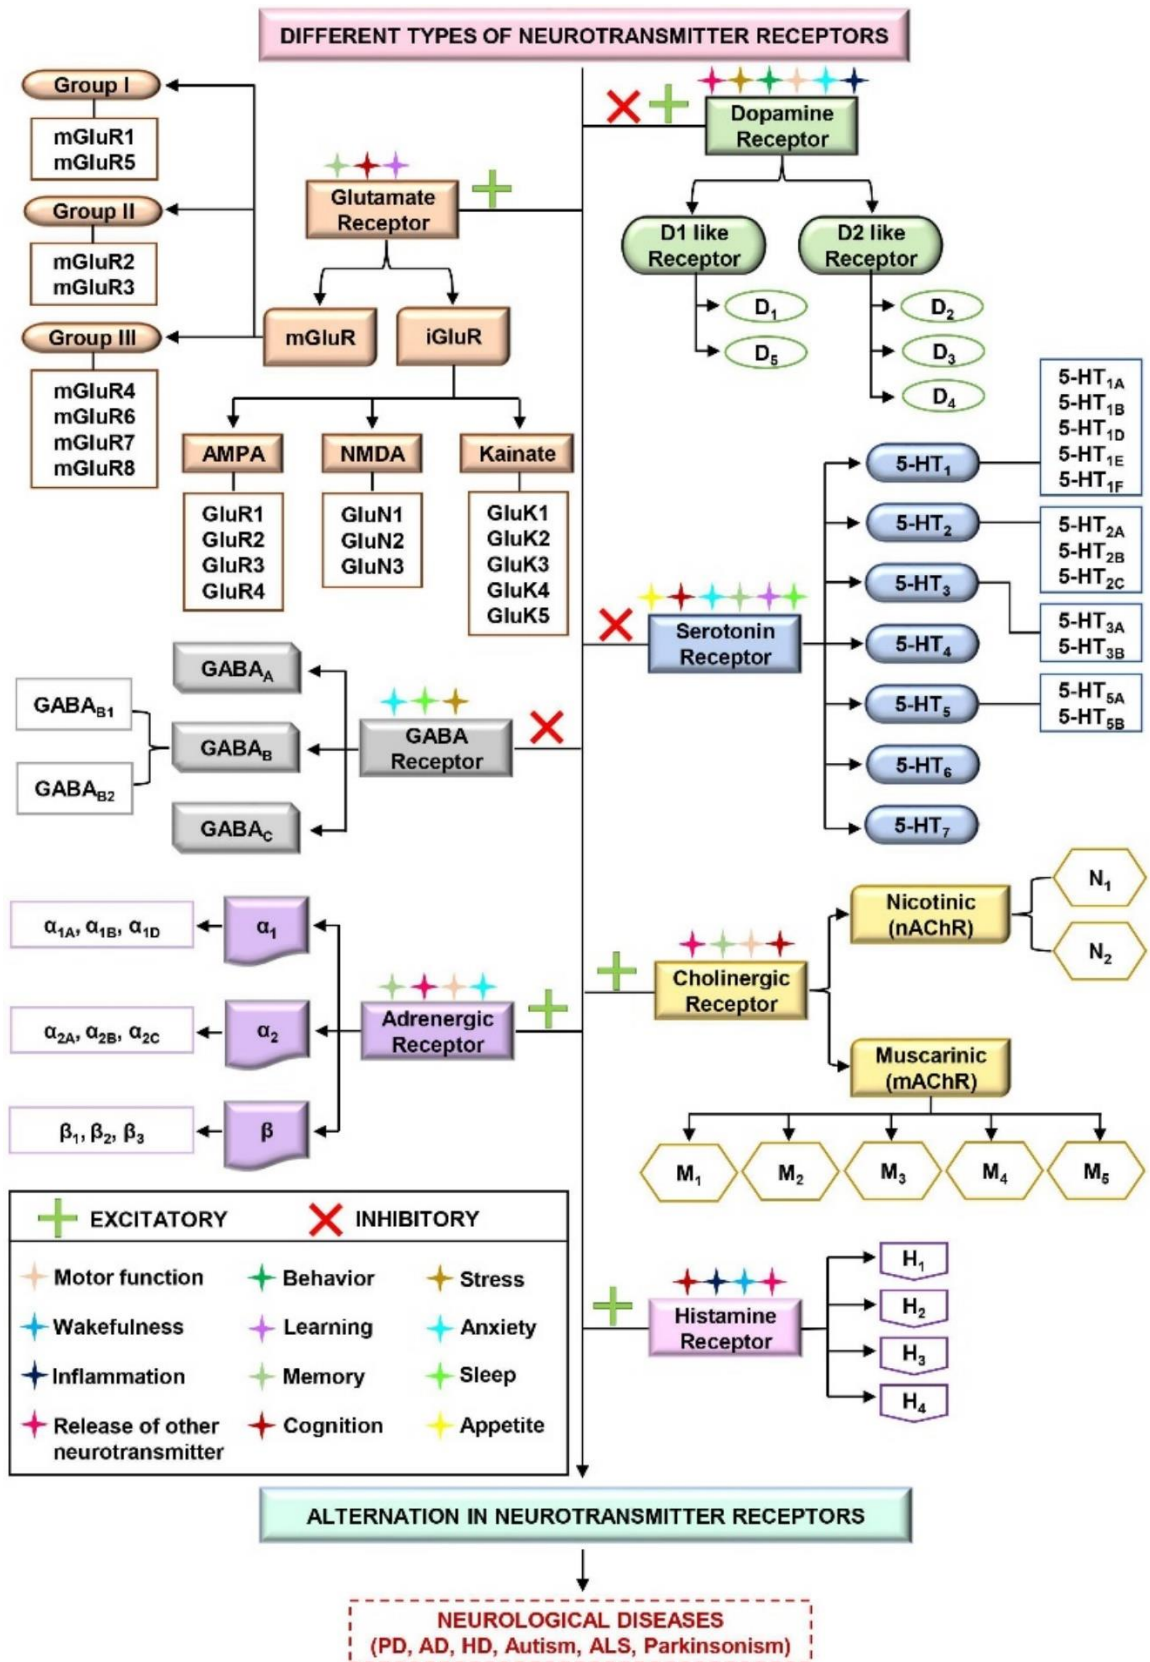 DIFFERENT TYPES OF NEUROTRANSMITTER RECEPTORS
Group I
mGluR1
mGluR5
Group II
mGluR2
mGluR3
Group III
mGluR4
mGluR6
mGluR7
mGluR8
Glutamate
Receptor
mGluR
iGluR
AMPA
GluR1
GluR2
GluR3
GluR4
NMDA
GluN1
GluN2
GluN3
Kainate
GluK1
GluK2
GluK3
GluK4
GluK5
Dopamine
Receptor
D1 like
Receptor
D₁
D₅
D2 like
Receptor
D₂
D₃
D₄
Serotonin
Receptor
5-HT₁
5-HT₂
5-HT₃
5-HT₄
5-HT₅
5-HT₆
5-HT₇
5-HT1A
5-HT1B
5-HT1D
5-HT1E
5-HT1F
5-HT2A
5-HT2B
5-HT2C
5-HT3A
5-HT3B
5-HT5A
5-HT5B
GABA
Receptor
GABAA
GABAB
GABAC
GABAB1
GABAB2
Adrenergic
Receptor
α₁
α1A, α1B, α1D
α₂
α2A, α2B, α2C
β
β₁, β₂, β₃
Cholinergic
Receptor
Nicotinic
(nAChR)
N₁
N₂
Muscarinic
(mAChR)
M₁
M₂
M₃
M₄
M₅
Histamine
Receptor
H₁
H₂
H₃
H₄
EXCITATORY
INHIBITORY
Motor function
Behavior
Stress
Wakefulness
Learning
Anxiety
Inflammation
Memory
Sleep
Release of other
neurotransmitter
Cognition
Appetite
ALTERNATION IN NEUROTRANSMITTER RECEPTORS
NEUROLOGICAL DISEASES
(PD, AD, HD, Autism, ALS, Parkinsonism)